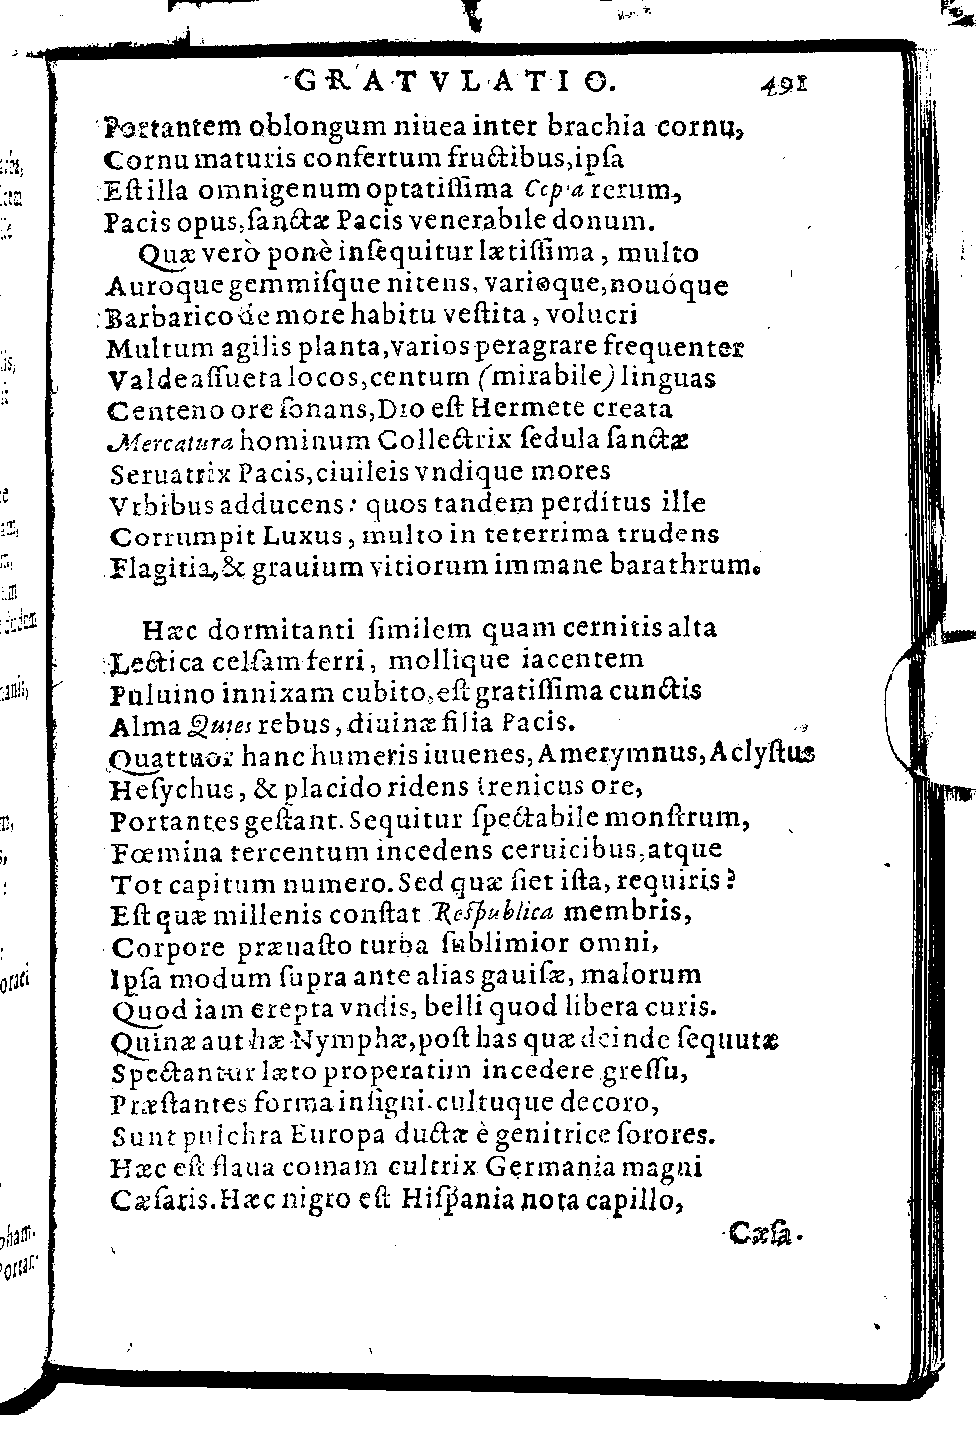 GRATVLATIO. 491
Portantem oblongum niuea inter brachia cornu,
Cornu maturis confertum fructibus, ipſa
Eſt illa omnigenum optatiſſima Copia rerum,
Pacis opus, ſanctæ Pacis venerabile donum.
Quæ verò ponè inſequitur lætiſſima, multo
Auroque gemmiſque nitens, varioque, nouóque
Barbarico de more habitu veſtita, volucri
Multum agilis planta, varios peragrare frequenter
Valde aſſueta locos, centum (mirabile) linguas
Centeno ore ſonans, Dio eſt Hermete creata
Mercatura hominum Collectrix ſedula ſanctæ
Seruatrix Pacis, ciuileis vndique mores
Vrbibus adducens: quos tandem perditus ille
Corrumpit Luxus, multo in teterrima trudens
Flagitia, & grauium vitiorum immane barathrum.
Hæc dormitanti ſimilem quam cernitis alta
Lectica celſam ferri, mollique iacentem
Puluino innixam cubito, eſt gratiſſima cunctis
Alma Quies rebus, diuinæ filia Pacis.
Quattuor hanc humeris iuuenes, Amerymnus, Aclyſtus
Heſychus, & placido ridens Irenicus ore,
Portantes geſtant. Sequitur ſpectabile monſtrum,
Fœmina tercentum incedens ceruicibus, atque
Tot capitum numero. Sed quæ ſiet iſta, requiris?
Eſt quæ millenis conſtat Reſpublica membris,
Corpore præuaſto turba ſublimior omni,
Ipſa modum ſupra ante alias gauiſæ, malorum
Quod iam erepta vndis, belli quod libera curis.
Quinæ aut hæ Nymphæ, poſt has quæ deinde ſequutæ
Spectantur læto properatim incedere greſſu,
Præſtantes forma inſigni cultuque decoro,
Sunt pulchra Europa ductæ è genitrice ſorores.
Hæc eſt flaua comam cultrix Germania magni
Cæſaris. Hæc nigro eſt Hiſpania nota capillo,
Cæſa-